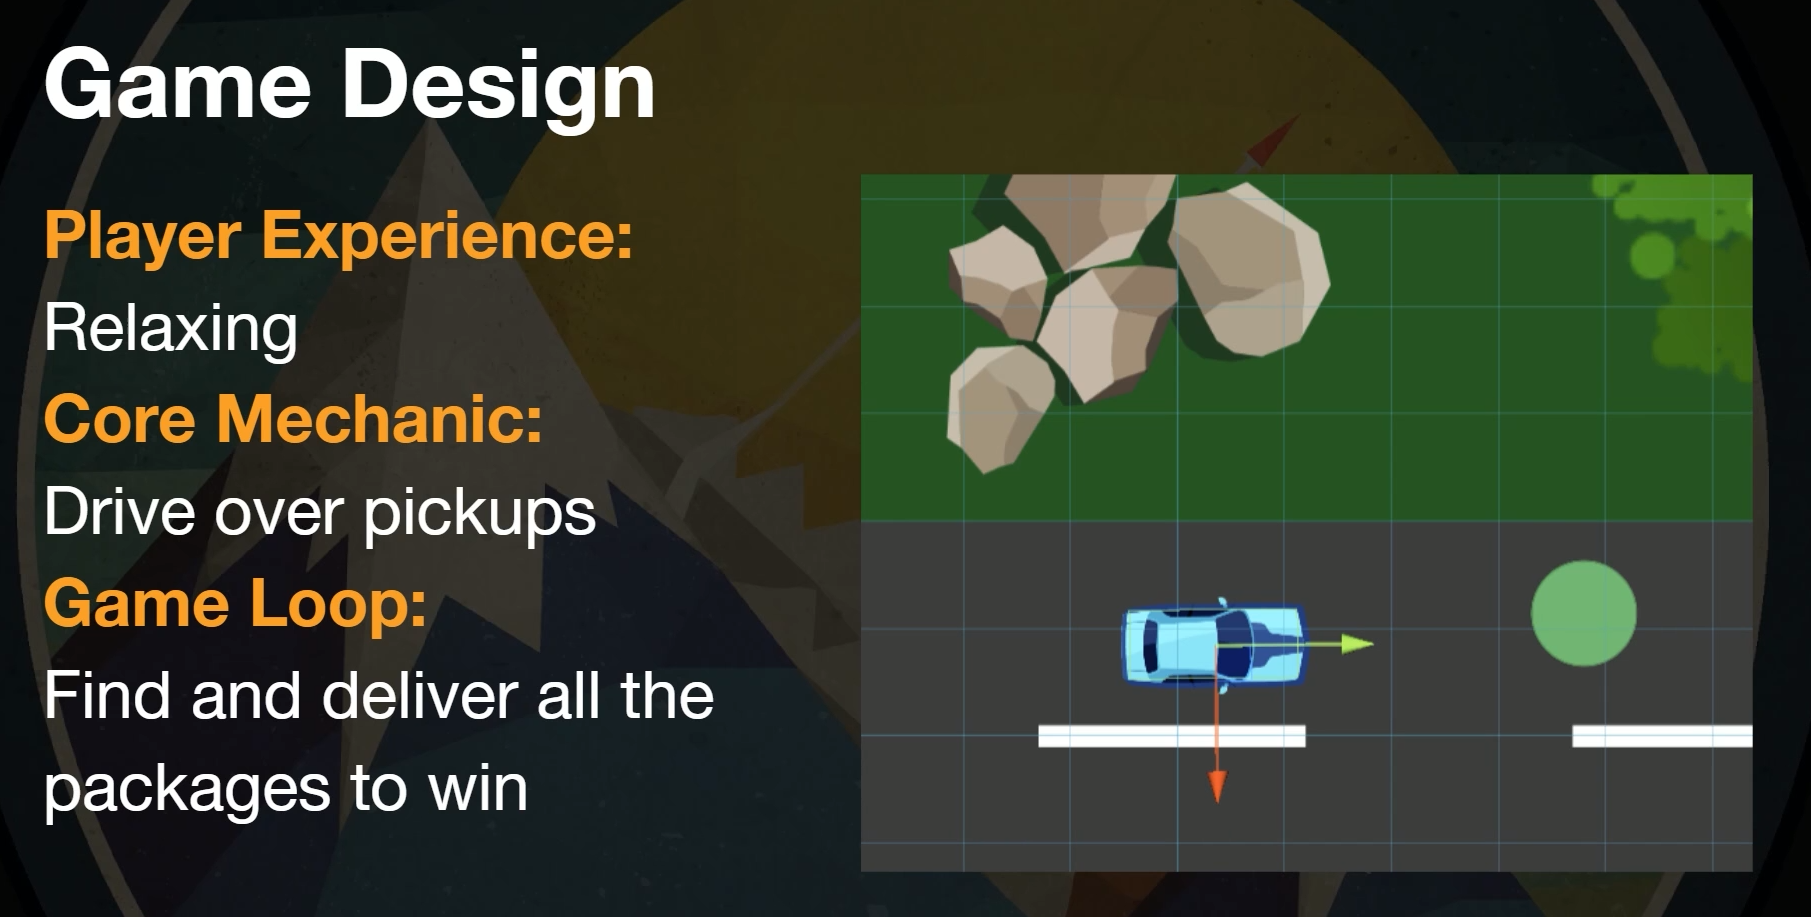 Game Design
Player Experience:
Relaxing
Core Mechanic:
Drive over pickups
Game Loop:
Find and deliver all the
packages to win